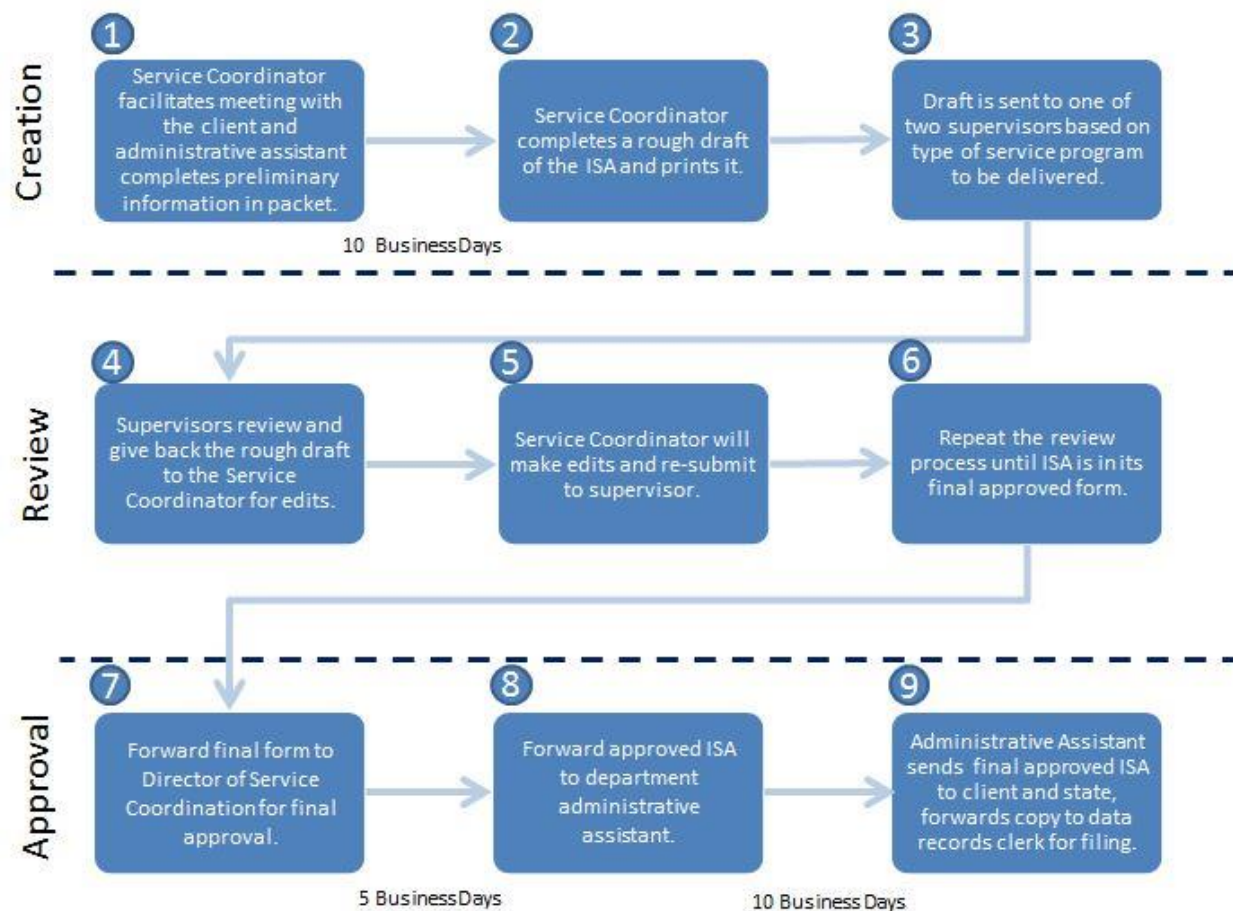 Creation
1
Service Coordinator
facilitates meeting with
the client and
administrative assistant
completes preliminary
information in packet.
2
Service Coordinator
completes a rough draft
of the ISA and prints it.
3
Draft is sent to one of
two supervisors based on
type of service program
to be delivered.
10 Business Days
Review
4
Supervisors review and
give back the rough draft
to the Service
Coordinator for edits.
5
Service Coordinator will
make edits and re-submit
to supervisor.
6
Repeat the review
process until ISA is in its
final approved form.
Approval
7
Forward final form to
Director of Service
Coordination for final
approval.
8
Forward approved ISA
to department
administrative
assistant.
9
Administrative Assistant
sends final approved ISA
to client and state,
forwards copy to data
records clerk for filing.
5 Business Days
10 Business Days